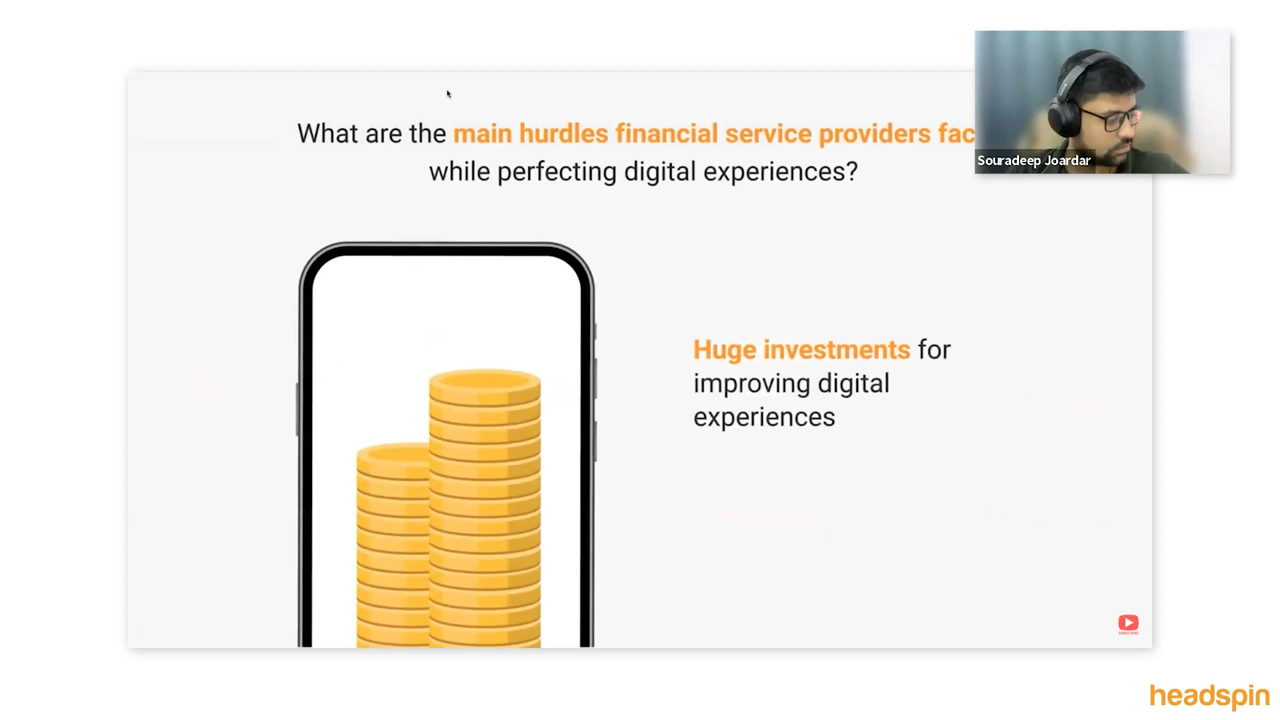 What are the main hurdles financial service providers fac
while perfecting digital experiences?
Souradeep Joardar
Huge investments for
improving digital
experiences
headspin